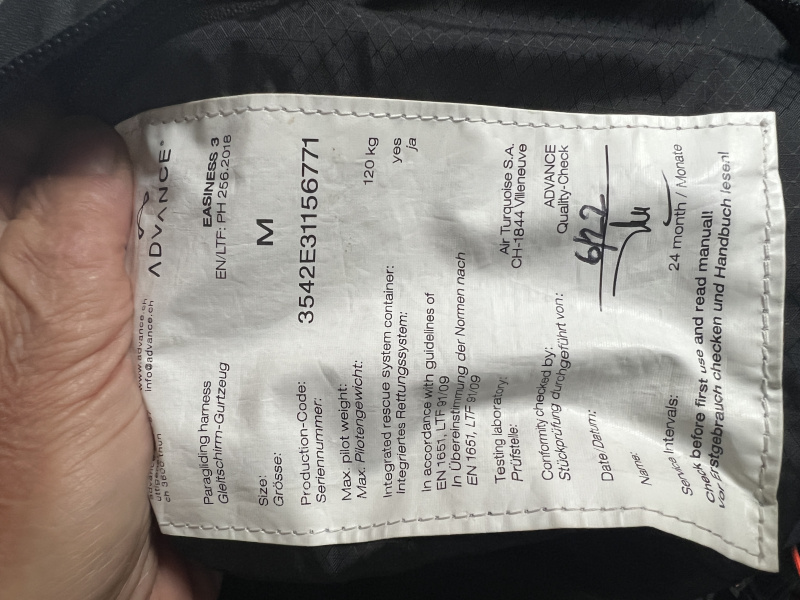 ADVANCE
www.advance.ch
info@advance.ch
Paragliding harness EASINESS 3
Gleitschirm-Gurtzeug EN/LTF: PH 256.2018
Size: M
Grösse:
Production-Code: 3542E31156771
Seriennummer:
Max. pilot weight: 120 kg
Max. Pilotengewicht:
Integrated rescue system container: yes
Integriertes Rettungssystem: ja
In accordance with guidelines of
EN 1651, LTF 91/09
In Übereinstimmung der Normen nach
EN 1651, LTF 91/09
Testing laboratory: Air Turquoise S.A.
Prüfstelle: CH-1844 Villeneuve
Conformity checked by: ADVANCE
Stückprüfung durchgeführt von: Quality-Check
Date/Datum: 6/22
Name:
Service Intervals: 24 month / Monate
Check before first use and read manual!
Vor Erstgebrauch checken und Handbuch lesen!